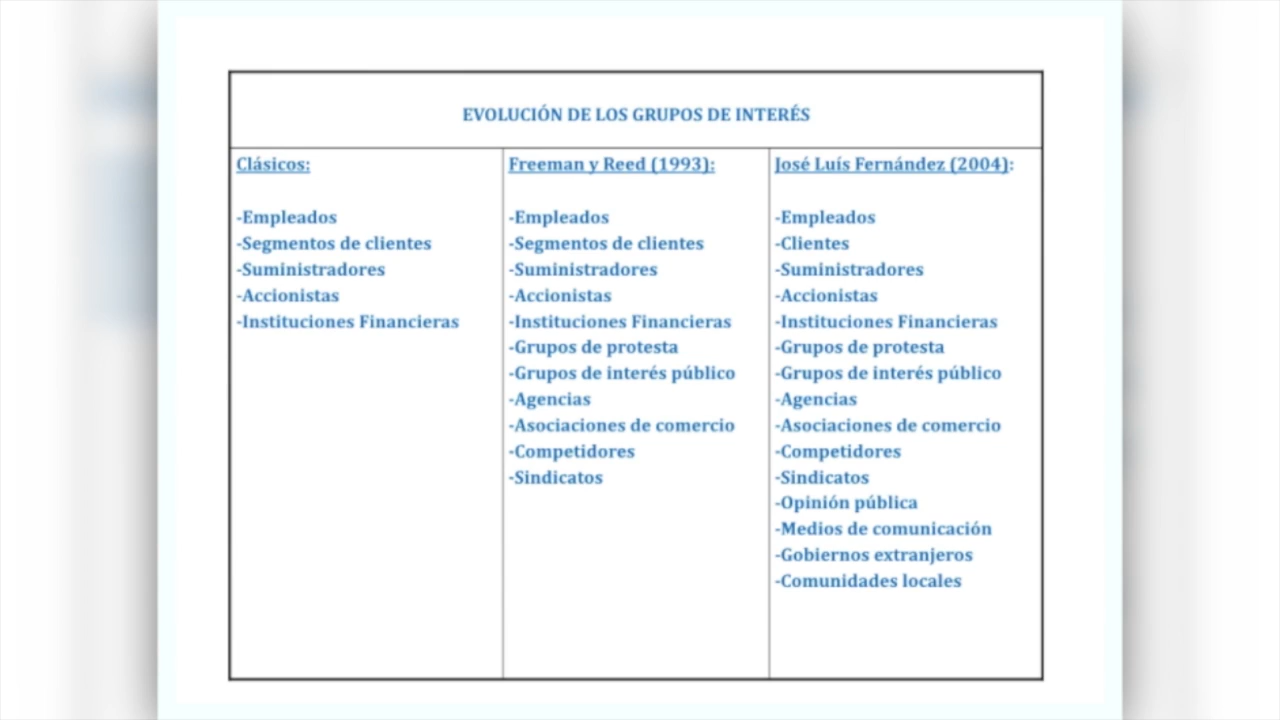 EVOLUCIÓN DE LOS GRUPOS DE INTERÉS
Clásicos:
-Empleados
-Segmentos de clientes
-Suministradores
-Accionistas
-Instituciones Financieras
Freeman y Reed (1993):
-Empleados
-Segmentos de clientes
-Suministradores
-Accionistas
-Instituciones Financieras
-Grupos de protesta
-Grupos de interés público
-Agencias
-Asociaciones de comercio
-Competidores
-Sindicatos
José Luís Fernández (2004):
-Empleados
-Clientes
-Suministradores
-Accionistas
-Instituciones Financieras
-Grupos de protesta
-Grupos de interés público
-Agencias
-Asociaciones de comercio
-Competidores
-Sindicatos
-Opinión pública
-Medios de comunicación
-Gobiernos extranjeros
-Comunidades locales